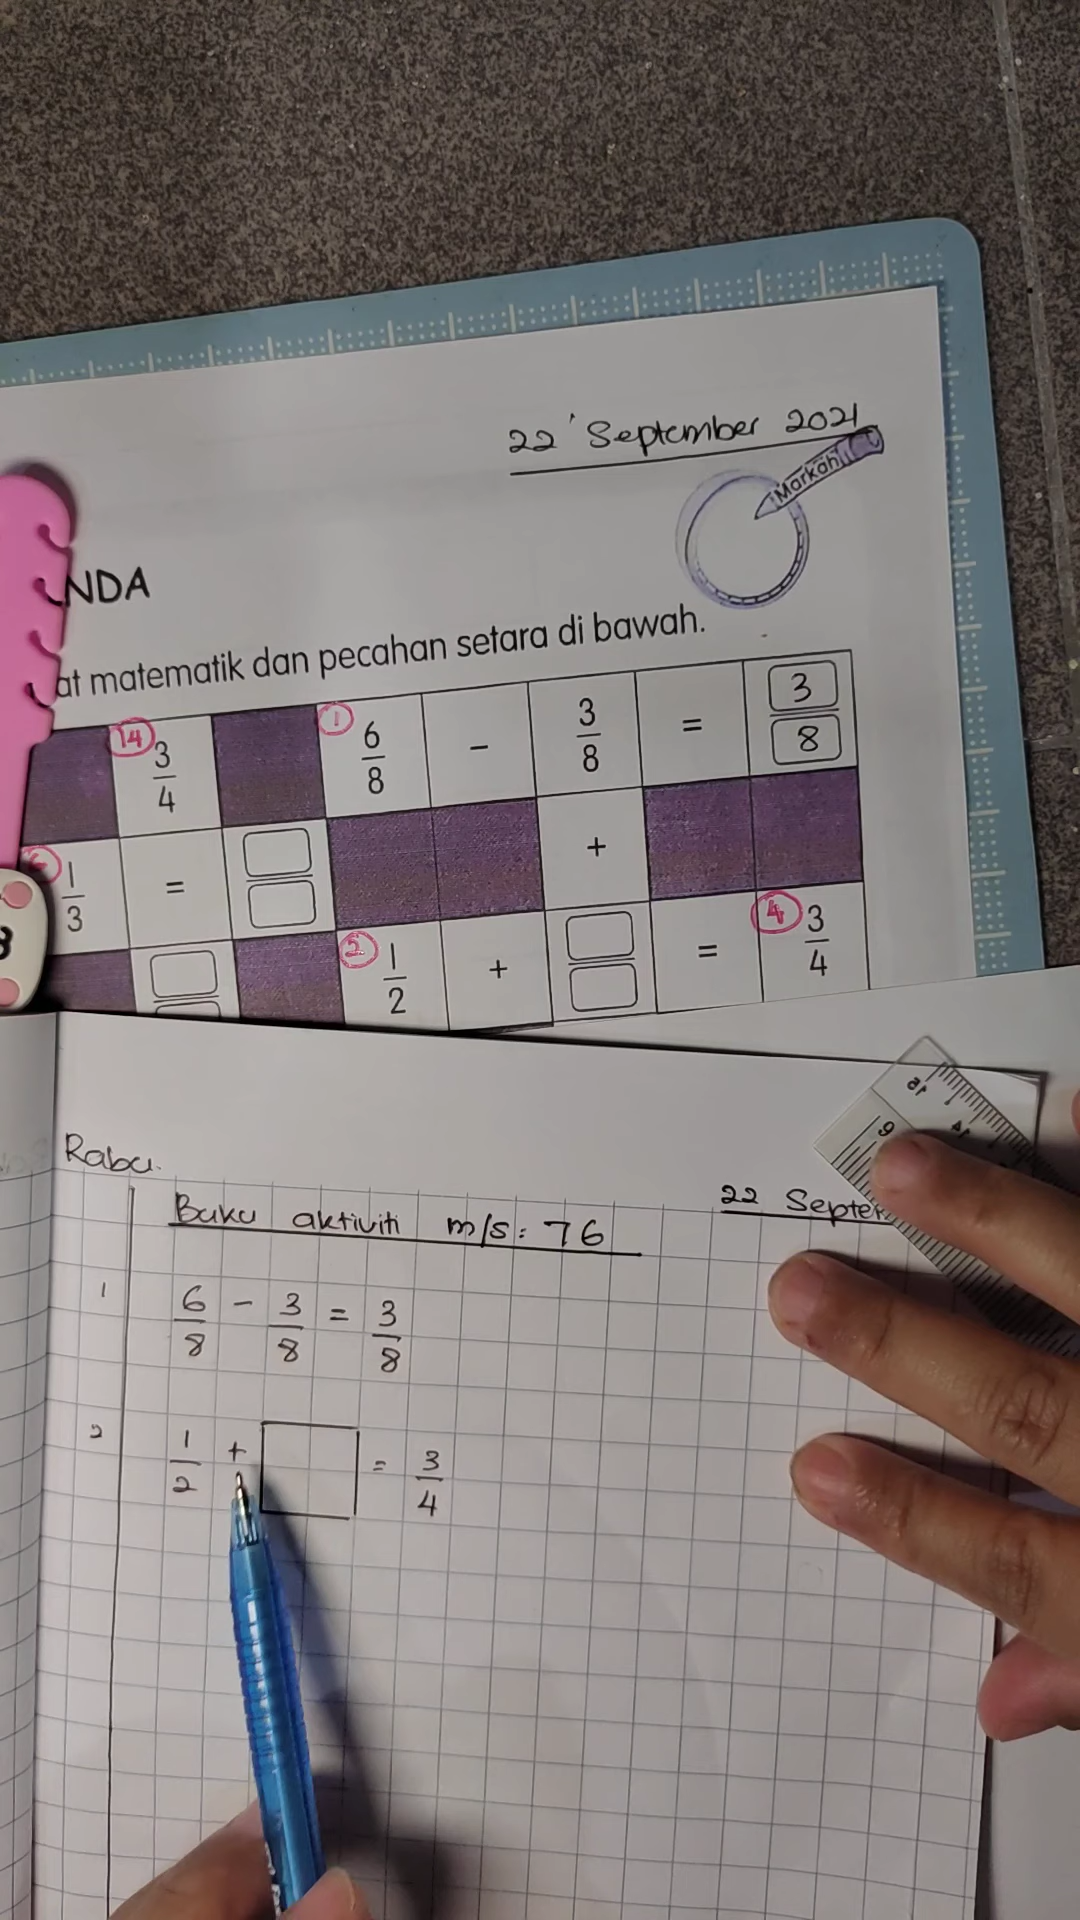 22 September 2021
Markah
NDA
at matematik dan pecahan setara di bawah.
14 3/4 1 6/8 - 3/8 = 3/8
1/3 = +
2 1/2 + = 4 3/4
Rabu.
22 Septe
Buku aktiviti m/s: 76
1 6/8 - 3/8 = 3/8
2 1/2 + = 3/4